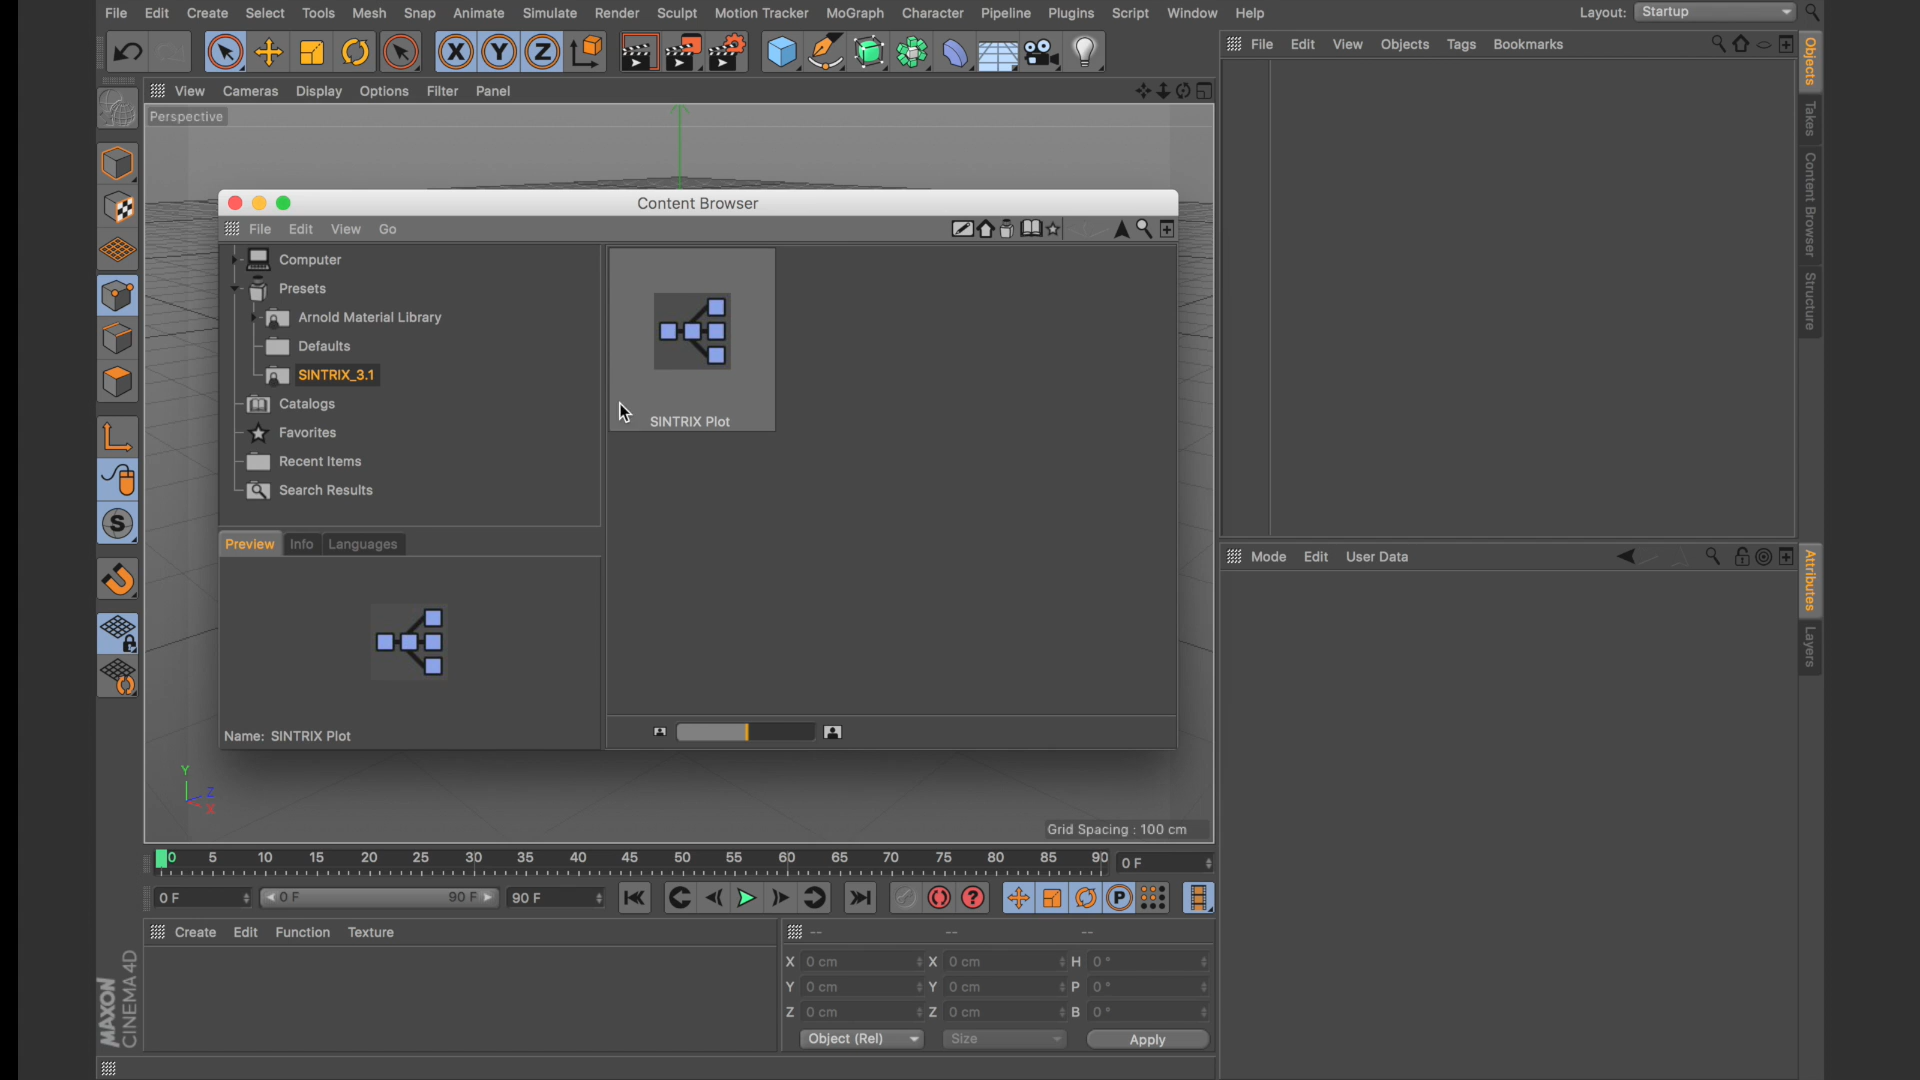 File Edit Create Select Tools Mesh Snap Animate Simulate Render Sculpt Motion Tracker MoGraph Character Pipeline Plugins Script Window Help Layout: Startup
X Y Z
File Edit View Objects Tags Bookmarks
Objects
Takes
Content Browser
Structure
View Cameras Display Options Filter Panel
Perspective
Content Browser
File Edit View Go
Computer
Presets
Arnold Material Library
Defaults
SINTRIX_3.1
Catalogs
Favorites
Recent Items
Search Results
SINTRIX Plot
Preview Info Languages
Name: SINTRIX Plot
S
Y
Z
X
Grid Spacing : 100 cm
Mode Edit User Data
Attributes
Layers
0 5 10 15 20 25 30 35 40 45 50 55 60 65 70 75 80 85 90 0 F
0 F 0 F 90 F 90 F ? P
Create Edit Function Texture
-- -- --
X 0 cm X 0 cm H 0 °
Y 0 cm Y 0 cm P 0 °
Z 0 cm Z 0 cm B 0 °
Object (Rel) Size Apply
MAXON
CINEMA 4D